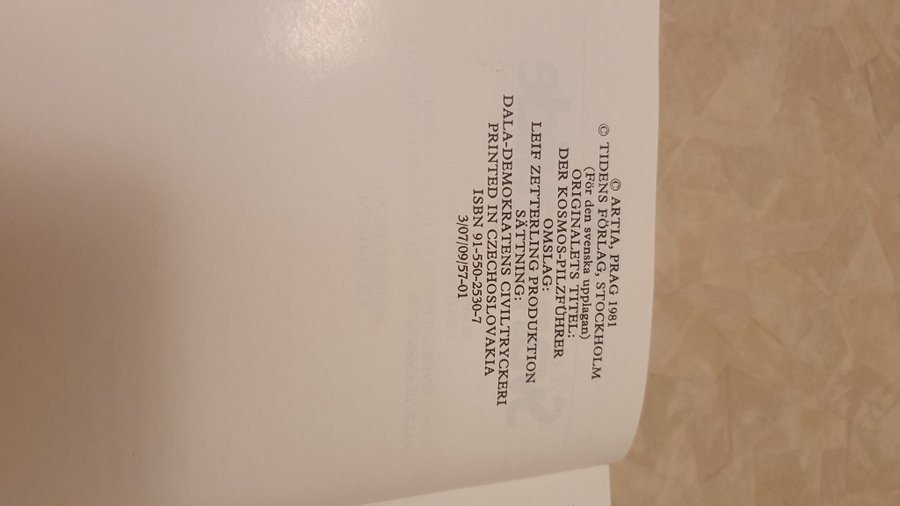 © ARTIA, PRAG 1981
© TIDENS FÖRLAG, STOCKHOLM
(För den svenska upplagan)
ORIGINALETS TITEL:
DER KOSMOS-PILZFÜHRER
OMSLAG:
LEIF ZETTERLING PRODUKTION
SÄTTNING:
DALA-DEMOKRATENS CIVILTRYCKERI
PRINTED IN CZECHOSLOVAKIA
ISBN 91-550-2530-7
3/07/09/57-01